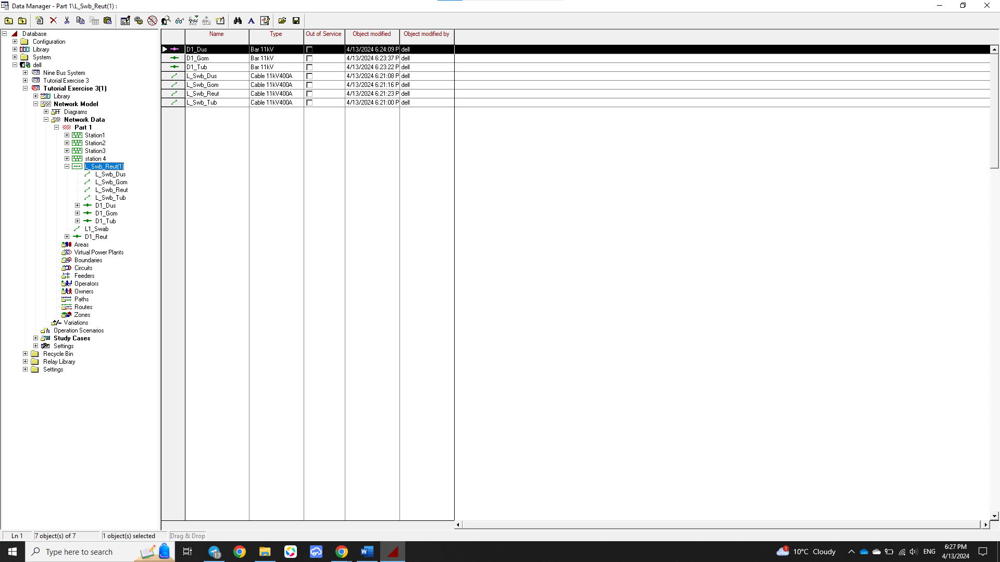 Data Manager - Part 1\L_Swb_Reut(1) :
Database
Configuration
Library
System
dell
Nine Bus System
Tutorial Exercise 3
Tutorial Exercise 3(1)
Library
Network Model
Diagrams
Network Data
Part 1
Station1
Station2
Station3
station 4
L_Swb_Reut(1
L_Swb_Dus
L_Swb_Gom
L_Swb_Reut
L_Swb_Tub
D1_Dus
D1_Gom
D1_Tub
L1_Swab
D1_Reut
Areas
Virtual Power Plants
Boundaries
Circuits
Feeders
Operators
Owners
Paths
Routes
Zones
Variations
Operation Scenarios
Study Cases
Settings
Recycle Bin
Relay Library
Settings
Name Type Out of Service Object modified Object modified by
D1_Dus Bar 11kV 4/13/2024 6:24:09 P dell
D1_Gom Bar 11kV 4/13/2024 6:23:37 P dell
D1_Tub Bar 11kV 4/13/2024 6:23:22 P dell
L_Swb_Dus Cable 11kV400A 4/13/2024 6:21:08 P dell
L_Swb_Gom Cable 11kV400A 4/13/2024 6:21:16 P dell
L_Swb_Reut Cable 11kV400A 4/13/2024 6:21:23 P dell
L_Swb_Tub Cable 11kV400A 4/13/2024 6:21:00 P dell
Ln 1 7 object(s) of 7 1 object(s) selected Drag & Drop
Type here to search
13
1
10°C Cloudy
ENG
6:27 PM
4/13/2024